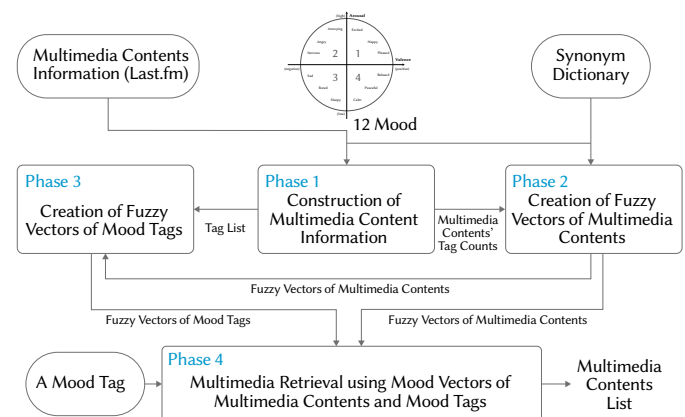 (high) Arousal
Annoying
Excited
Angry
Happy
Nervous
2
1
Pleased
Valence
(negative)
(positive)
Sad
3
4
Relaxed
Bored
Peaceful
Sleepy
Calm
(low)
12 Mood
Multimedia Contents
Information (Last.fm)
Synonym
Dictionary
Phase 3
Creation of Fuzzy
Vectors of Mood Tags
Tag List
Phase 1
Construction of
Multimedia Content
Information
Multimedia
Contents'
Tag Counts
Phase 2
Creation of Fuzzy
Vectors of Multimedia
Contents
Fuzzy Vectors of Multimedia Contents
Fuzzy Vectors of Mood Tags
Fuzzy Vectors of Multimedia Contents
A Mood Tag
Phase 4
Multimedia Retrieval using Mood Vectors of
Multimedia Contents and Mood Tags
Multimedia
Contents
List